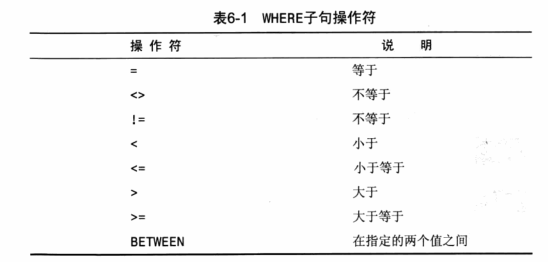 表6-1 WHERE子句操作符
操作符 说明
= 等于
<> 不等于
!= 不等于
< 小于
<= 小于等于
> 大于
>= 大于等于
BETWEEN 在指定的两个值之间